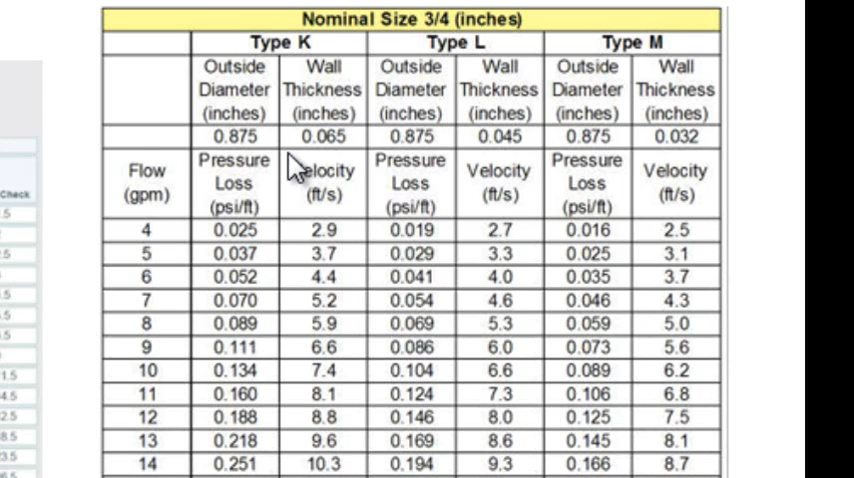 Nominal Size 3/4 (inches)
Type K Type L Type M
Outside Wall Outside Wall Outside Wall
Diameter Thickness Diameter Thickness Diameter Thickness
(inches) (inches) (inches) (inches) (inches) (inches)
0.875 0.065 0.875 0.045 0.875 0.032
Flow Pressure Velocity Pressure Velocity Pressure Velocity
(gpm) Loss (ft/s) Loss (ft/s) Loss (ft/s)
(psi/ft) (psi/ft) (psi/ft)
4 0.025 2.9 0.019 2.7 0.016 2.5
5 0.037 3.7 0.029 3.3 0.025 3.1
6 0.052 4.4 0.041 4.0 0.035 3.7
7 0.070 5.2 0.054 4.6 0.046 4.3
8 0.089 5.9 0.069 5.3 0.059 5.0
9 0.111 6.6 0.086 6.0 0.073 5.6
10 0.134 7.4 0.104 6.6 0.089 6.2
11 0.160 8.1 0.124 7.3 0.106 6.8
12 0.188 8.8 0.146 8.0 0.125 7.5
13 0.218 9.6 0.169 8.6 0.145 8.1
14 0.251 10.3 0.194 9.3 0.166 8.7
Check